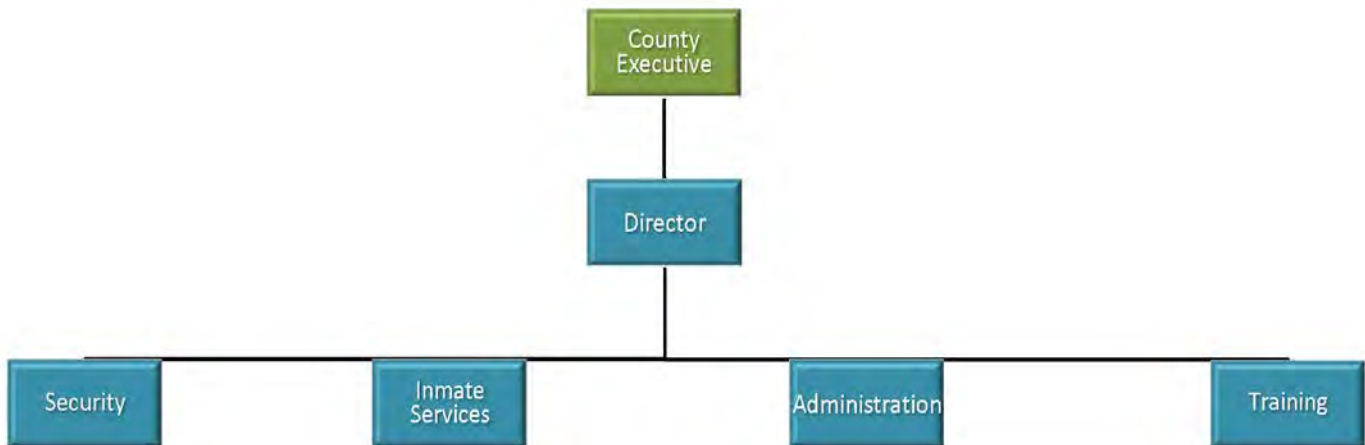 County
Executive
Director
Security
Inmate
Services
Administration
Training